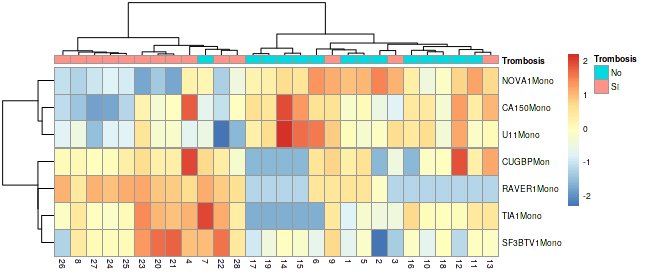 Trombosis
NOVA1Mono
CA150Mono
U11Mono
CUGBPMon
RAVER1Mono
TIA1Mono
SF3BTV1Mono
26 8 27 24 25 23 20 21 4 7 22 28 17 19 14 15 6 9 1 5 2 3 16 10 18 12 11 13
2
1
0
-1
-2
Trombosis
No
SI